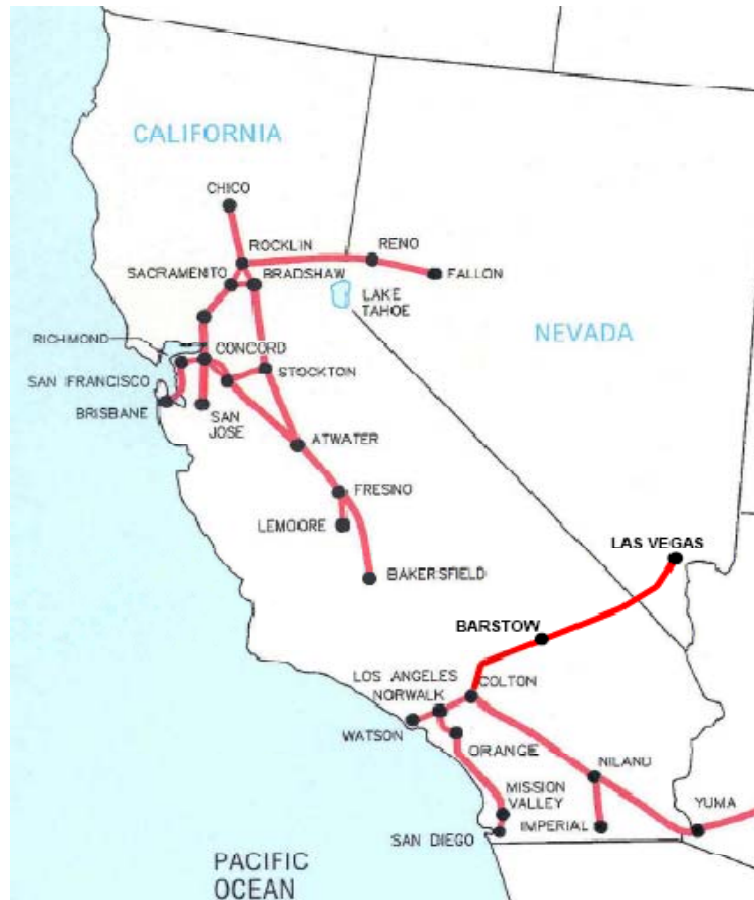 CALIFORNIA
CHICO
ROCKLIN
RENO
SACRAMENTO
BRADSHAW
FALLON
LAKE
TAHOE
NEVADA
RICHMOND
CONCORD
SAN FRANCISCO
STOCKTON
BRISBANE
SAN
JOSE
ATWATER
FRESNO
LEMOORE
BAKERSFIELD
LAS VEGAS
BARSTOW
LOS ANGELES
NORWALK
COLTON
WATSON
ORANGE
NILAND
MISSION
VALLEY
YUMA
IMPERIAL
SAN DIEGO
PACIFIC
OCEAN